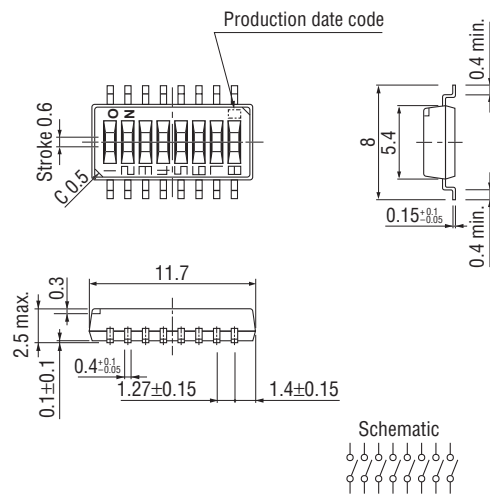 Production date code
O N
Stroke 0.6
C 0.5
0.4 min.
8
5.4
0.15 +0.1 -0.05
0.4 min.
11.7
0.3
2.5 max.
0.1±0.1
0.4 +0.1 -0.05
1.27±0.15
1.4±0.15
Schematic